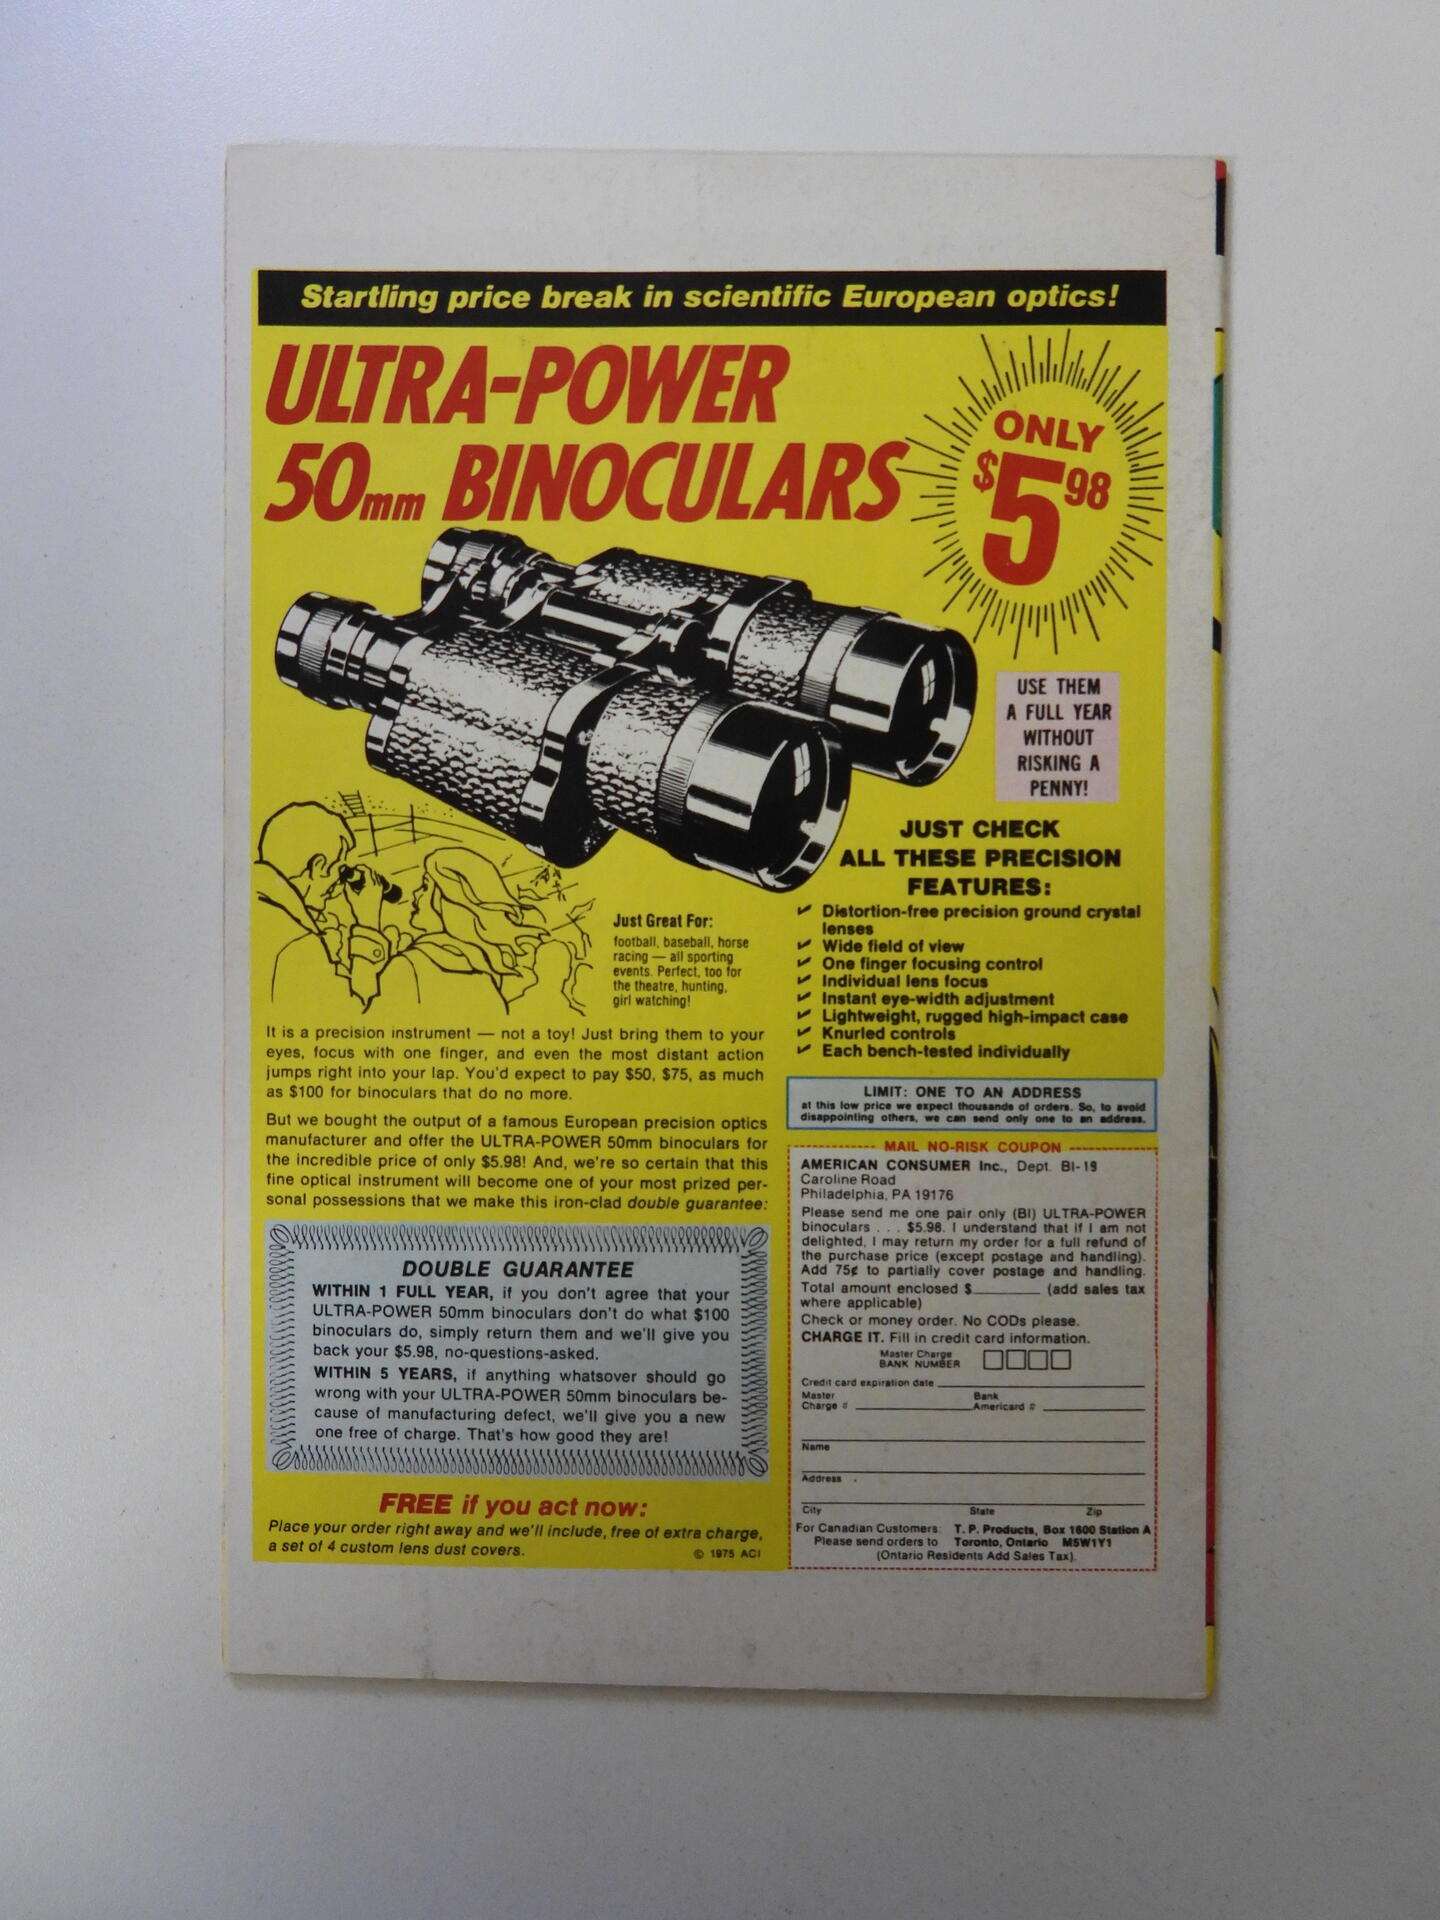 Startling price break in scientific European optics!
ULTRA-POWER
50mm BINOCULARS
ONLY
$5 98
USE THEM
A FULL YEAR
WITHOUT
RISKING A
PENNY!
JUST CHECK
ALL THESE PRECISION
FEATURES:
✔ Distortion-free precision ground crystal
lenses
✔ Wide field of view
✔ One finger focusing control
✔ Individual lens focus
✔ Instant eye-width adjustment
✔ Lightweight, rugged high-impact case
✔ Knurled controls
✔ Each bench-tested individually
Just Great For:
football, baseball, horse
racing — all sporting
events. Perfect, too for
the theatre, hunting,
girl watching!
It is a precision instrument — not a toy! Just bring them to your
eyes, focus with one finger, and even the most distant action
jumps right into your lap. You'd expect to pay $50, $75, as much
as $100 for binoculars that do no more.
But we bought the output of a famous European precision optics
manufacturer and offer the ULTRA-POWER 50mm binoculars for
the incredible price of only $5.98! And, we're so certain that this
fine optical instrument will become one of your most prized per-
sonal possessions that we make this iron-clad double guarantee:
DOUBLE GUARANTEE
WITHIN 1 FULL YEAR, if you don't agree that your
ULTRA-POWER 50mm binoculars don't do what $100
binoculars do, simply return them and we'll give you
back your $5.98, no-questions-asked.
WITHIN 5 YEARS, if anything whatsoever should go
wrong with your ULTRA-POWER 50mm binoculars be-
cause of manufacturing defect, we'll give you a new
one free of charge. That's how good they are!
FREE if you act now:
Place your order right away and we'll include, free of extra charge,
a set of 4 custom lens dust covers.
© 1975 ACI
LIMIT: ONE TO AN ADDRESS
at this low price we expect thousands of orders. So, to avoid
disappointing others, we can send only one to an address.
MAIL NO-RISK COUPON
AMERICAN CONSUMER Inc., Dept. BI-19
Caroline Road
Philadelphia, PA 19176
Please send me one pair only (BI) ULTRA-POWER
binoculars . . . $5.98. I understand that if I am not
delighted, I may return my order for a full refund of
the purchase price (except postage and handling).
Add 75¢ to partially cover postage and handling.
Total amount enclosed $________ (add sales tax
where applicable)
Check or money order. No CODs please.
CHARGE IT. Fill in credit card information.
Master Charge
BANK NUMBER
Credit card expiration date
Master Bank
Charge # Americard #
Name
Address
City State Zip
For Canadian Customers: T. P. Products, Box 1600 Station A
Please send orders to Toronto, Ontario M5W1Y1
(Ontario Residents Add Sales Tax).